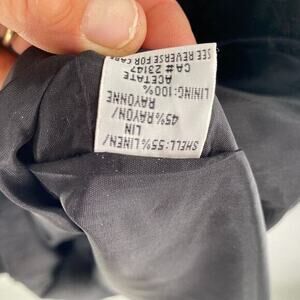 SHELL: 55% LINEN/
LIN
45% RAYON/
RAYONNE
LINING: 100%
ACETATE
CA# 23147
SEE REVERSE FOR CARE